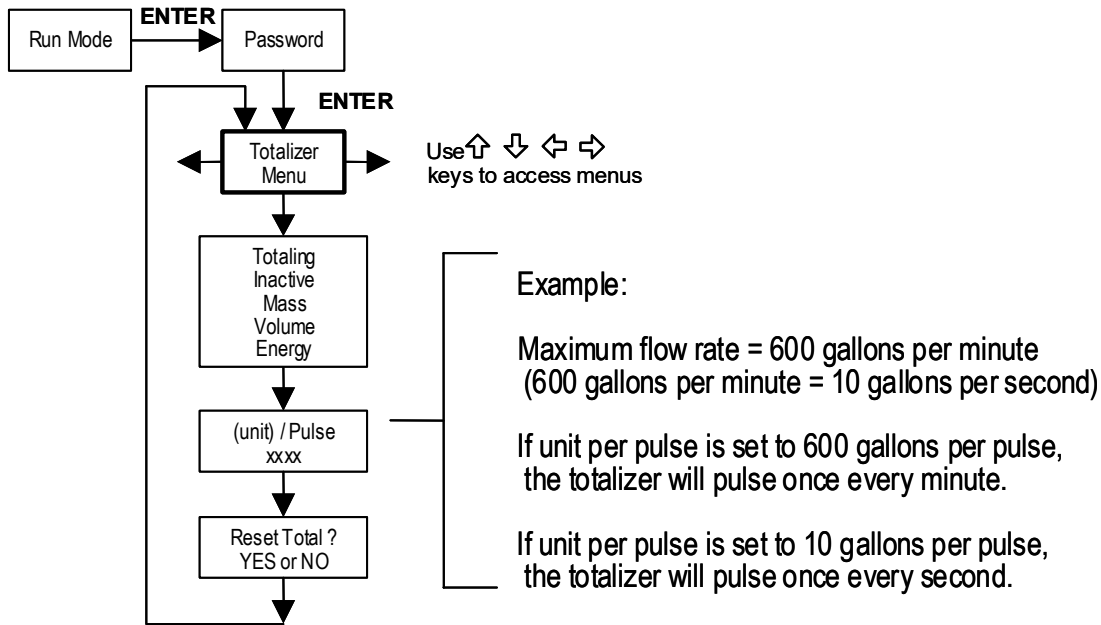 Run Mode
ENTER
Password
ENTER
Totalizer
Menu
Use
keys to access menus
Totaling
Inactive
Mass
Volume
Energy
(unit) / Pulse
xxxx
Reset Total ?
YES or NO
Example:
Maximum flow rate = 600 gallons per minute
(600 gallons per minute = 10 gallons per second)
If unit per pulse is set to 600 gallons per pulse,
the totalizer will pulse once every minute.
If unit per pulse is set to 10 gallons per pulse,
the totalizer will pulse once every second.